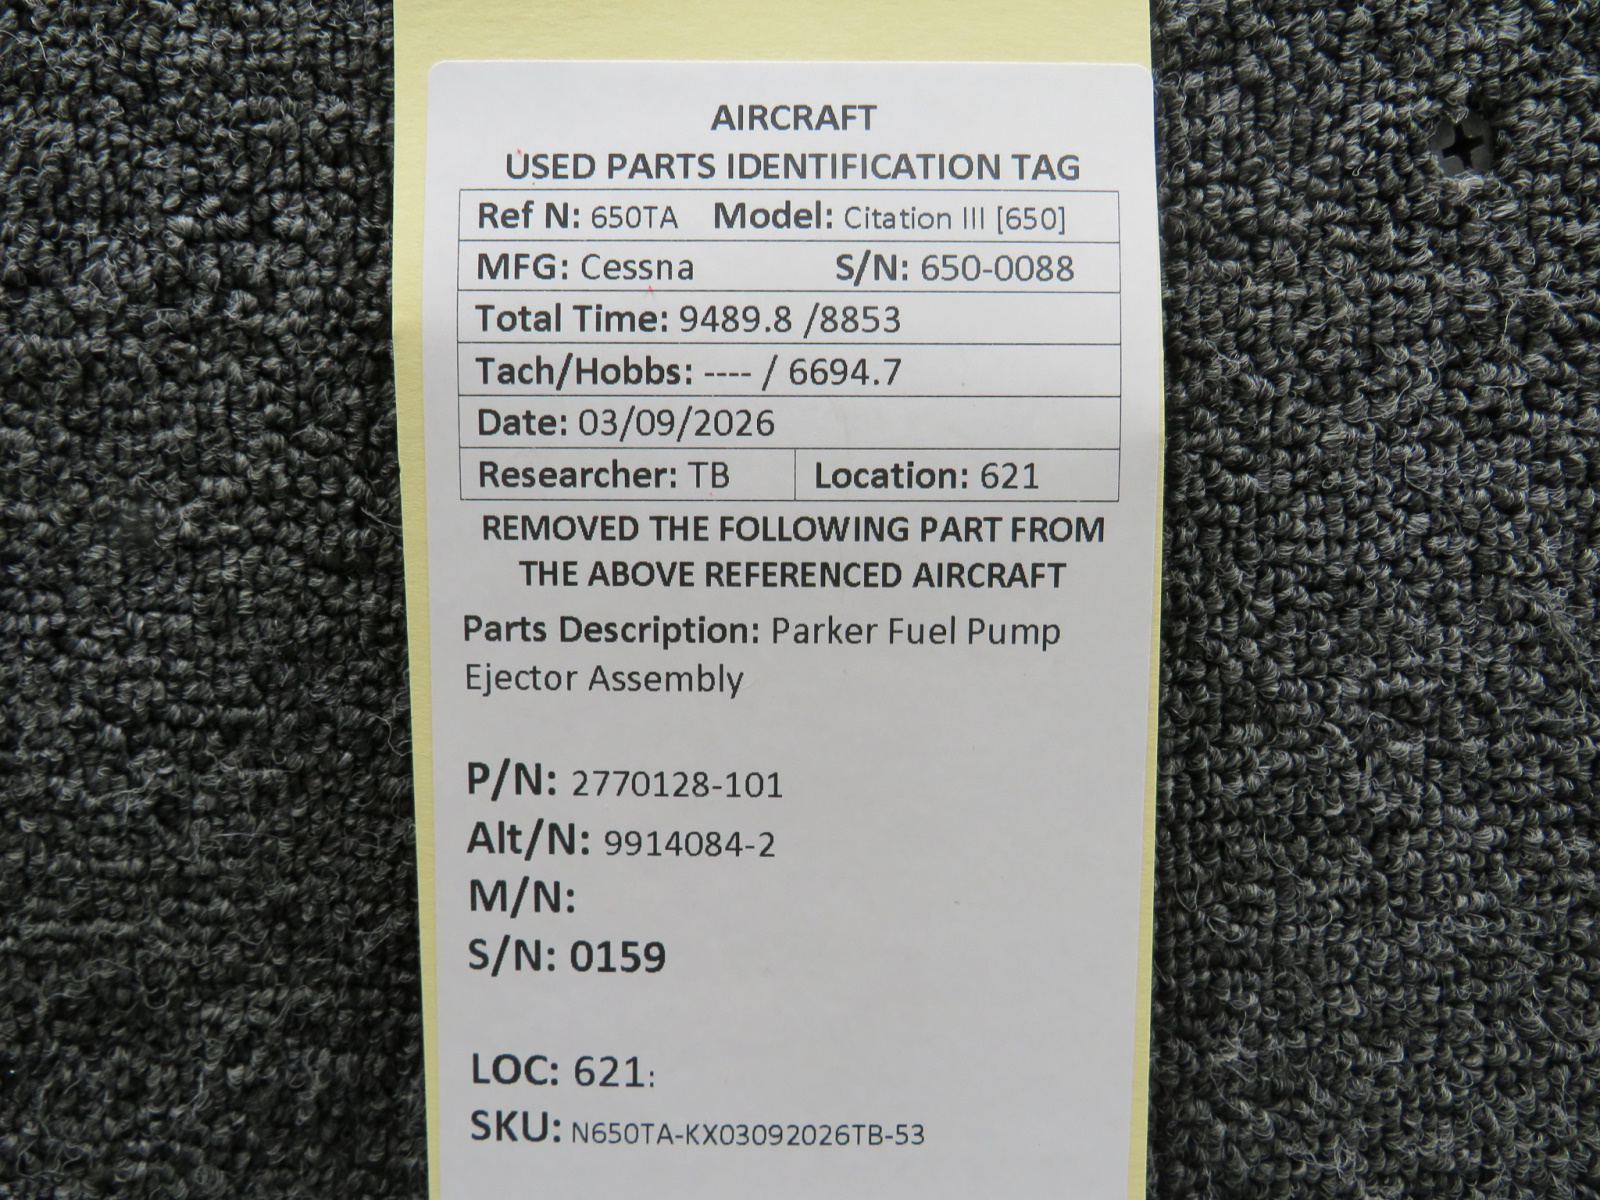 AIRCRAFT
USED PARTS IDENTIFICATION TAG
Ref N: 650TA Model: Citation III [650]
MFG: Cessna S/N: 650-0088
Total Time: 9489.8 /8853
Tach/Hobbs: ---- / 6694.7
Date: 03/09/2026
Researcher: TB Location: 621
REMOVED THE FOLLOWING PART FROM
THE ABOVE REFERENCED AIRCRAFT
Parts Description: Parker Fuel Pump
Ejector Assembly
P/N: 2770128-101
Alt/N: 9914084-2
M/N:
S/N: 0159
LOC: 621:
SKU: N650TA-KX03092026TB-53